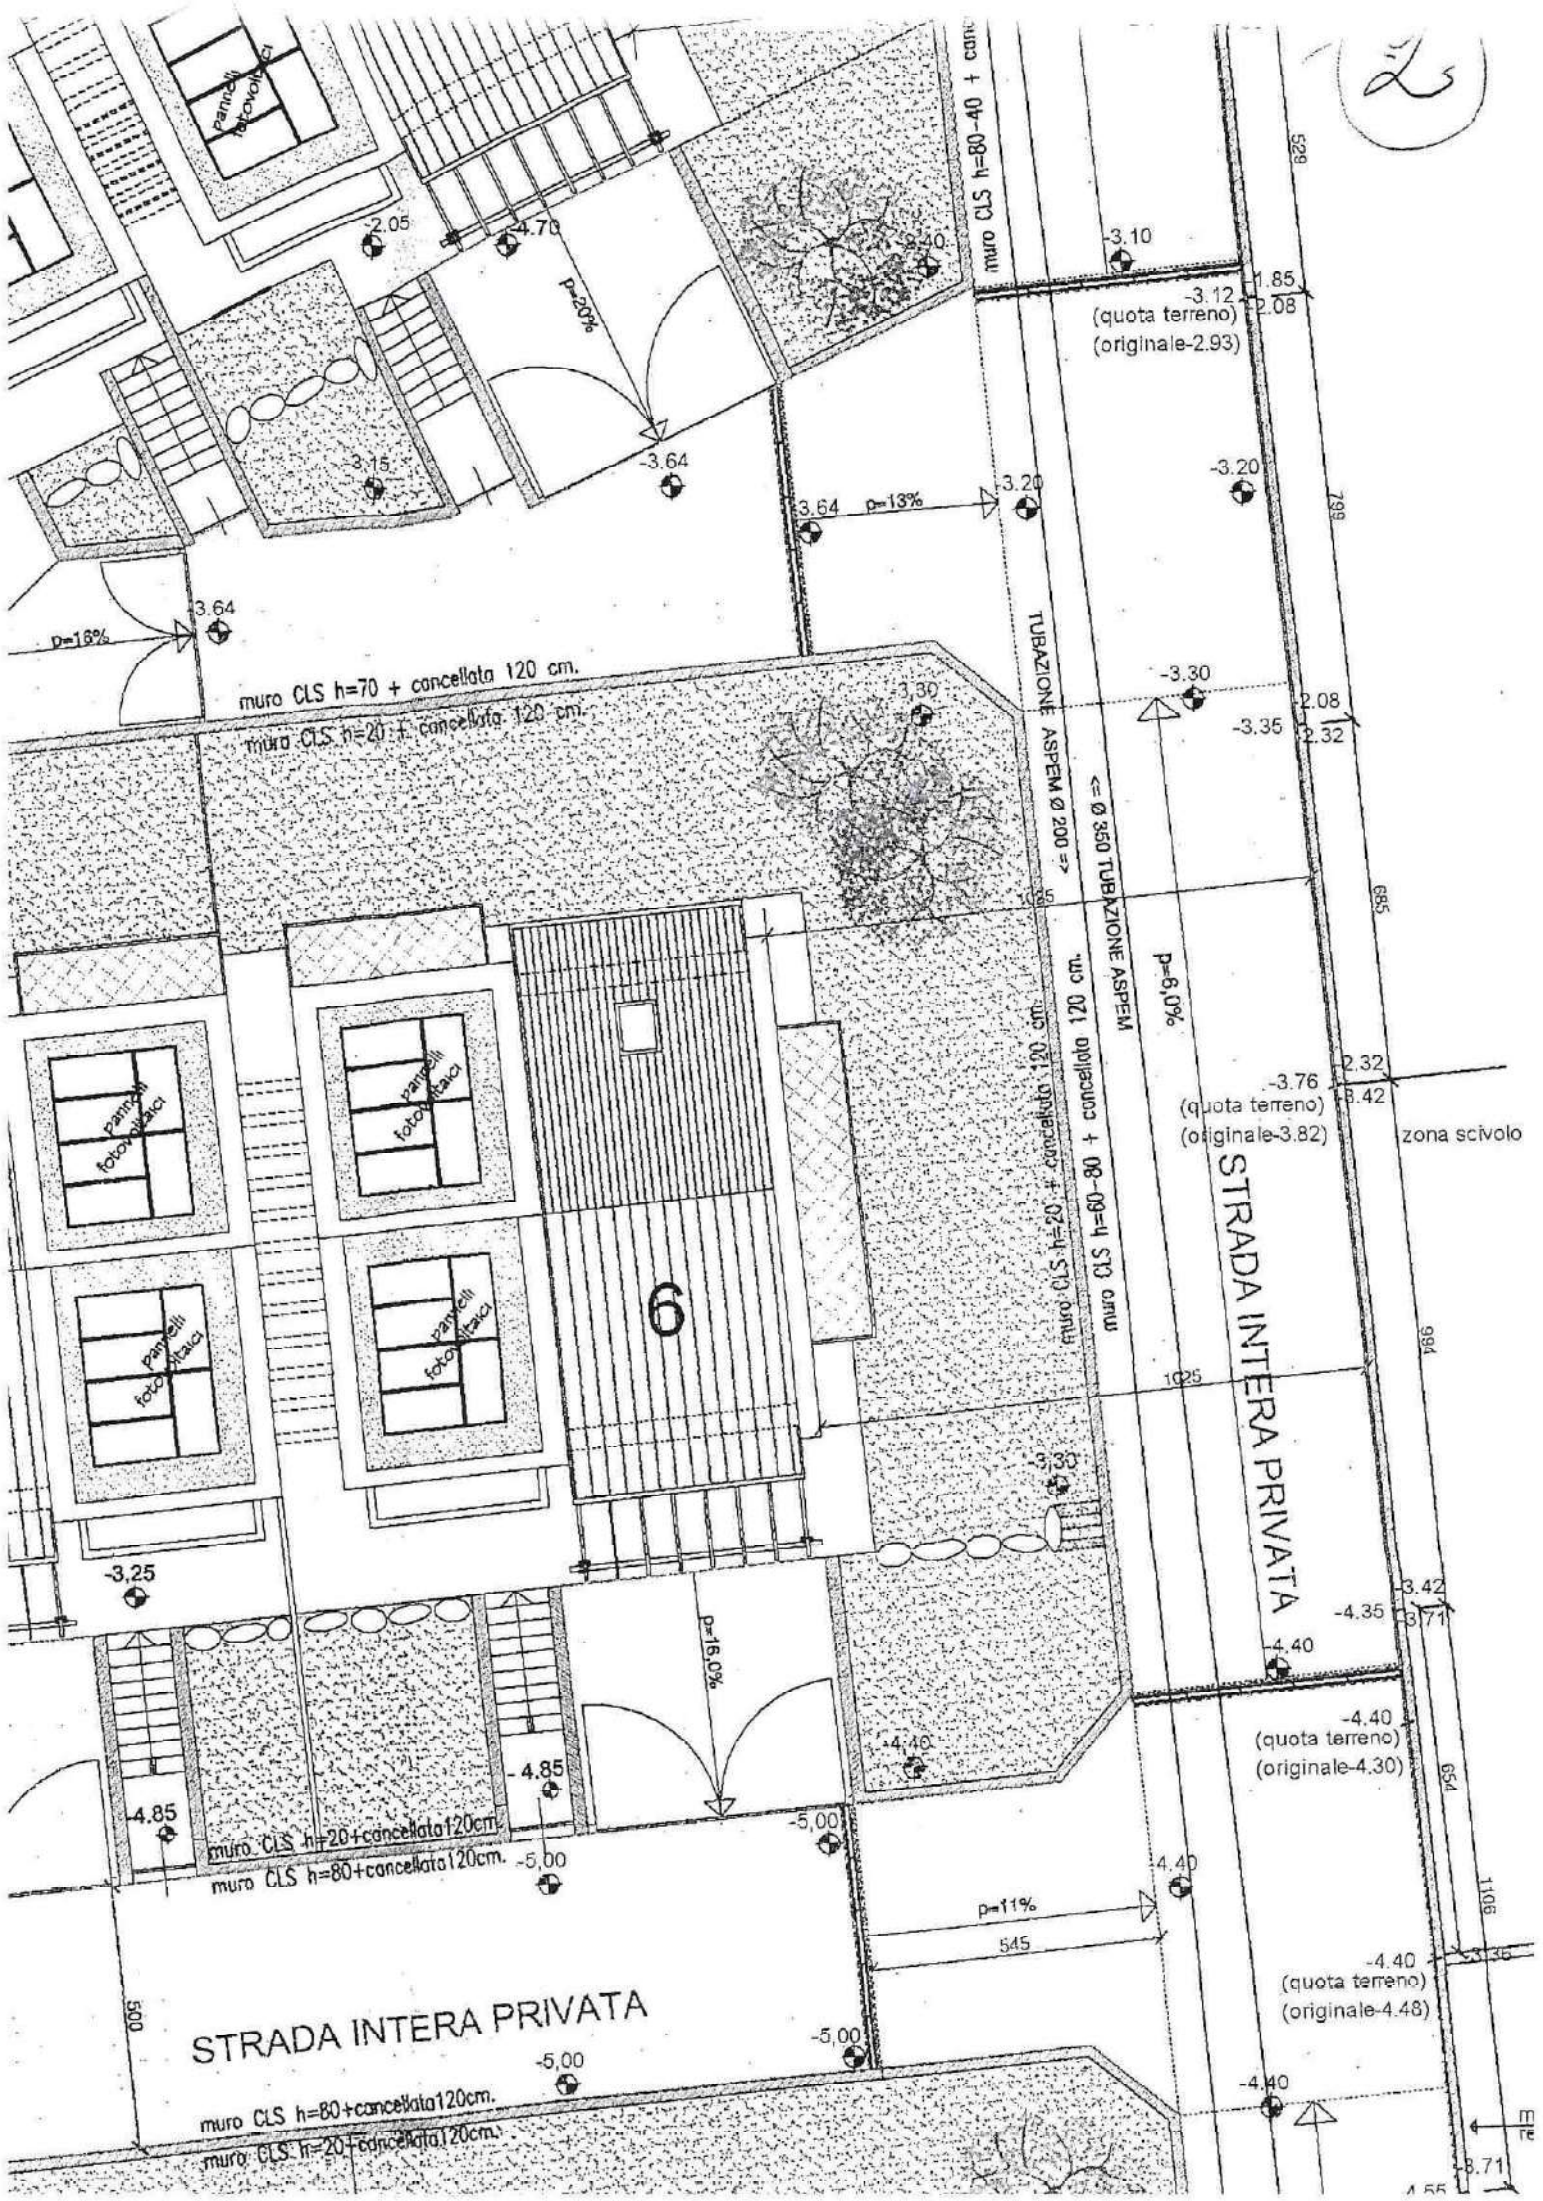 pannelli
fotovoltaici
muro CLS h=80-40 + canc
529
-2.05
-4.70
-3.10
1.85
2.08
-3.12
(quota terreno)
(originale-2.93)
p=20%
-3.15
-3.64
-3.20
-3.20
799
3.64
p=13%
3.64
p=16%
muro CLS h=70 + cancellata 120 cm.
muro CLS h=20 + cancellata 120 cm.
-3,30
-3.30
2.08
-3.35
2.32
TUBAZIONE ASPEM Ø 200 =>
<= Ø 350 TUBAZIONE ASPEM
685
p=6,0%
pannelli
fotovoltaici
pannelli
fotovoltaici
muro CLS h=20 + cancellata 120 cm.
muro CLS h=60-80 + cancellata 120 cm.
-3.76
2.32
3.42
(quota terreno)
(originale-3.82)
zona scivolo
STRADA INTERA PRIVATA
pannelli
fotovoltaici
pannelli
fotovoltaici
6
994
1025
-3,30
-3,25
p=16,0%
-3.42
-4.35
3.71
-4.40
-4.40
(quota terreno)
(originale-4.30)
-4.40
- 4.85
-4.85
muro CLS h=20+cancellata120cm.
muro CLS h=80+cancellata120cm.
-5,00
-5,00
4.40
654
1106
p=11%
545
-4.40
-3.36
(quota terreno)
(originale-4.48)
500
STRADA INTERA PRIVATA
-5,00
-5,00
-4.40
muro CLS h=80+cancellata120cm.
muro CLS h=20+cancellata120cm.
-3.71
4.55